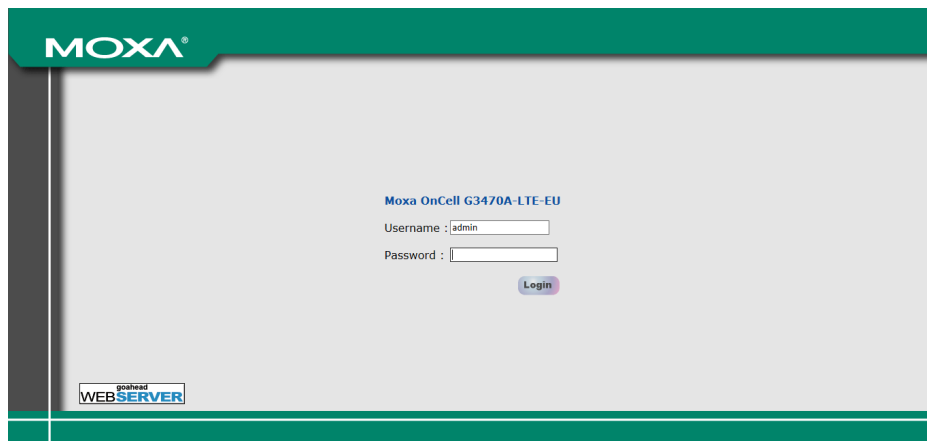 MOXA®
Moxa OnCell G3470A-LTE-EU
Username : admin
Password :
Login
goahead
WEBSERVER